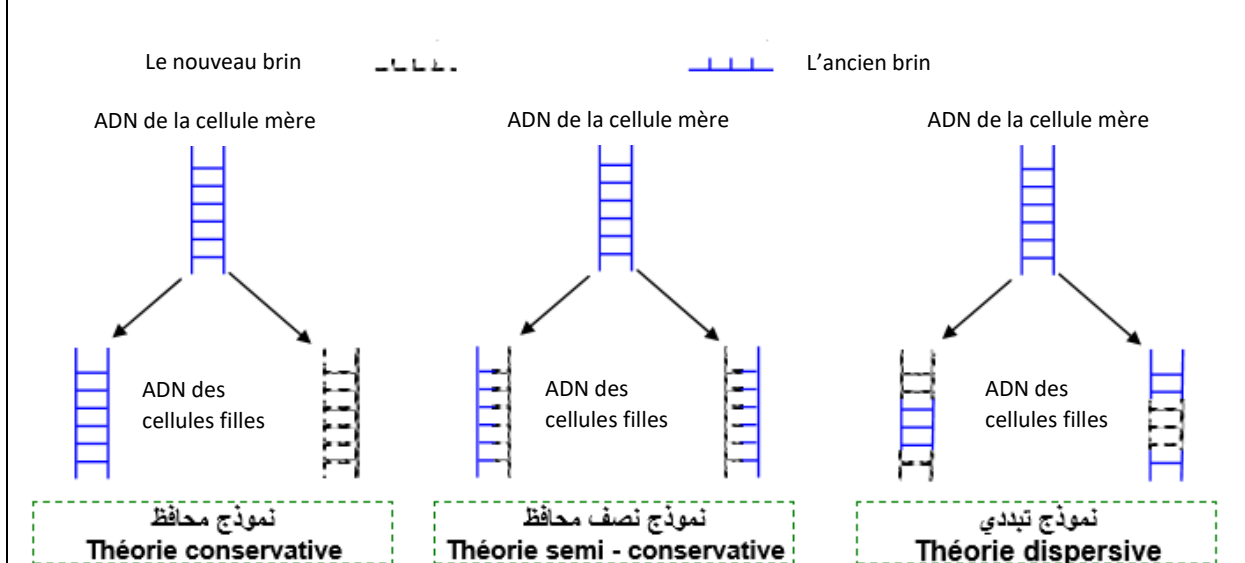 Le nouveau brin
L'ancien brin
ADN de la cellule mère
ADN de la cellule mère
ADN de la cellule mère
ADN des
cellules filles
ADN des
cellules filles
ADN des
cellules filles
نموذج محافظ
Théorie conservative
نموذج نصف محافظ
Théorie semi - conservative
نموذج تبددي
Théorie dispersive